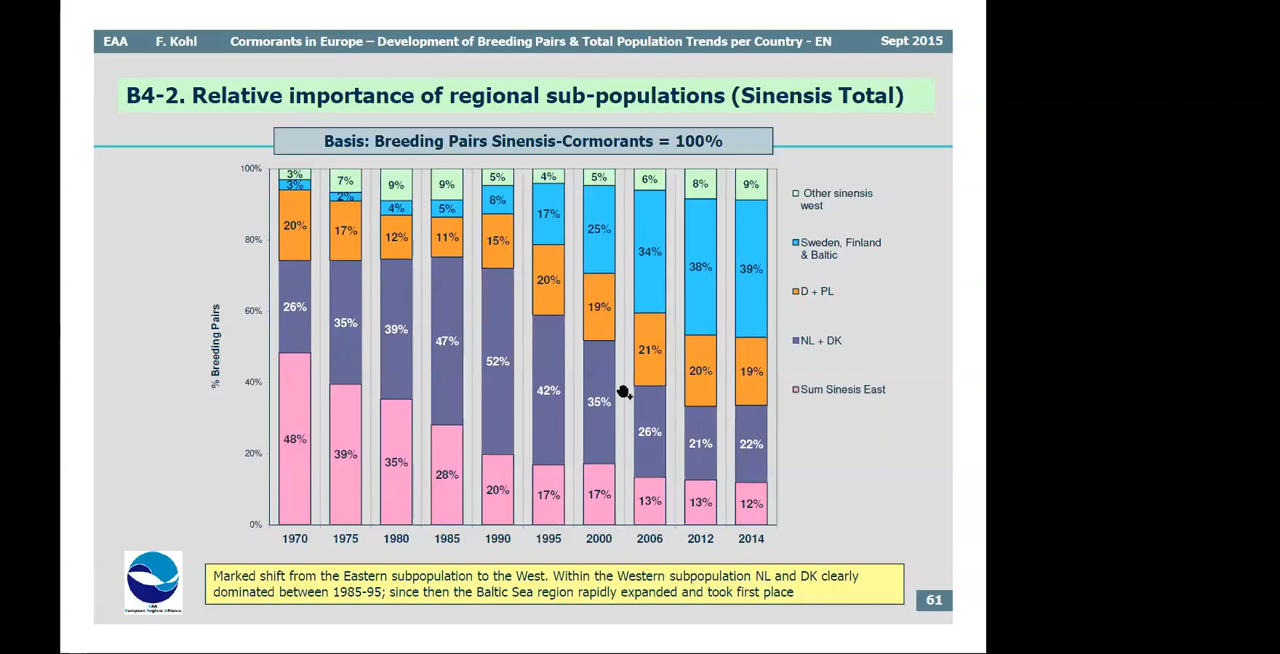 EAA F. Kohl Cormorants in Europe – Development of Breeding Pairs & Total Population Trends per Country - EN Sept 2015
B4-2. Relative importance of regional sub-populations (Sinensis Total)
Basis: Breeding Pairs Sinensis-Cormorants = 100%
% Breeding Pairs
100%
80%
60%
40%
20%
0%
3% 7% 9% 9% 5% 4% 5% 6% 8% 9%
3% 2% 4% 5% 8% 17% 25% 34% 38% 39%
20% 17% 12% 11% 15% 20% 19% 21% 20% 19%
26% 35% 39% 47% 52% 42% 35% 26% 21% 22%
48% 39% 35% 28% 20% 17% 17% 13% 13% 12%
1970 1975 1980 1985 1990 1995 2000 2006 2012 2014
Other sinensis
west
Sweden, Finland
& Baltic
D + PL
NL + DK
Sum Sinesis East
Marked shift from the Eastern subpopulation to the West. Within the Western subpopulation NL and DK clearly
dominated between 1985-95; since then the Baltic Sea region rapidly expanded and took first place
EAA
European Anglers Alliance
61